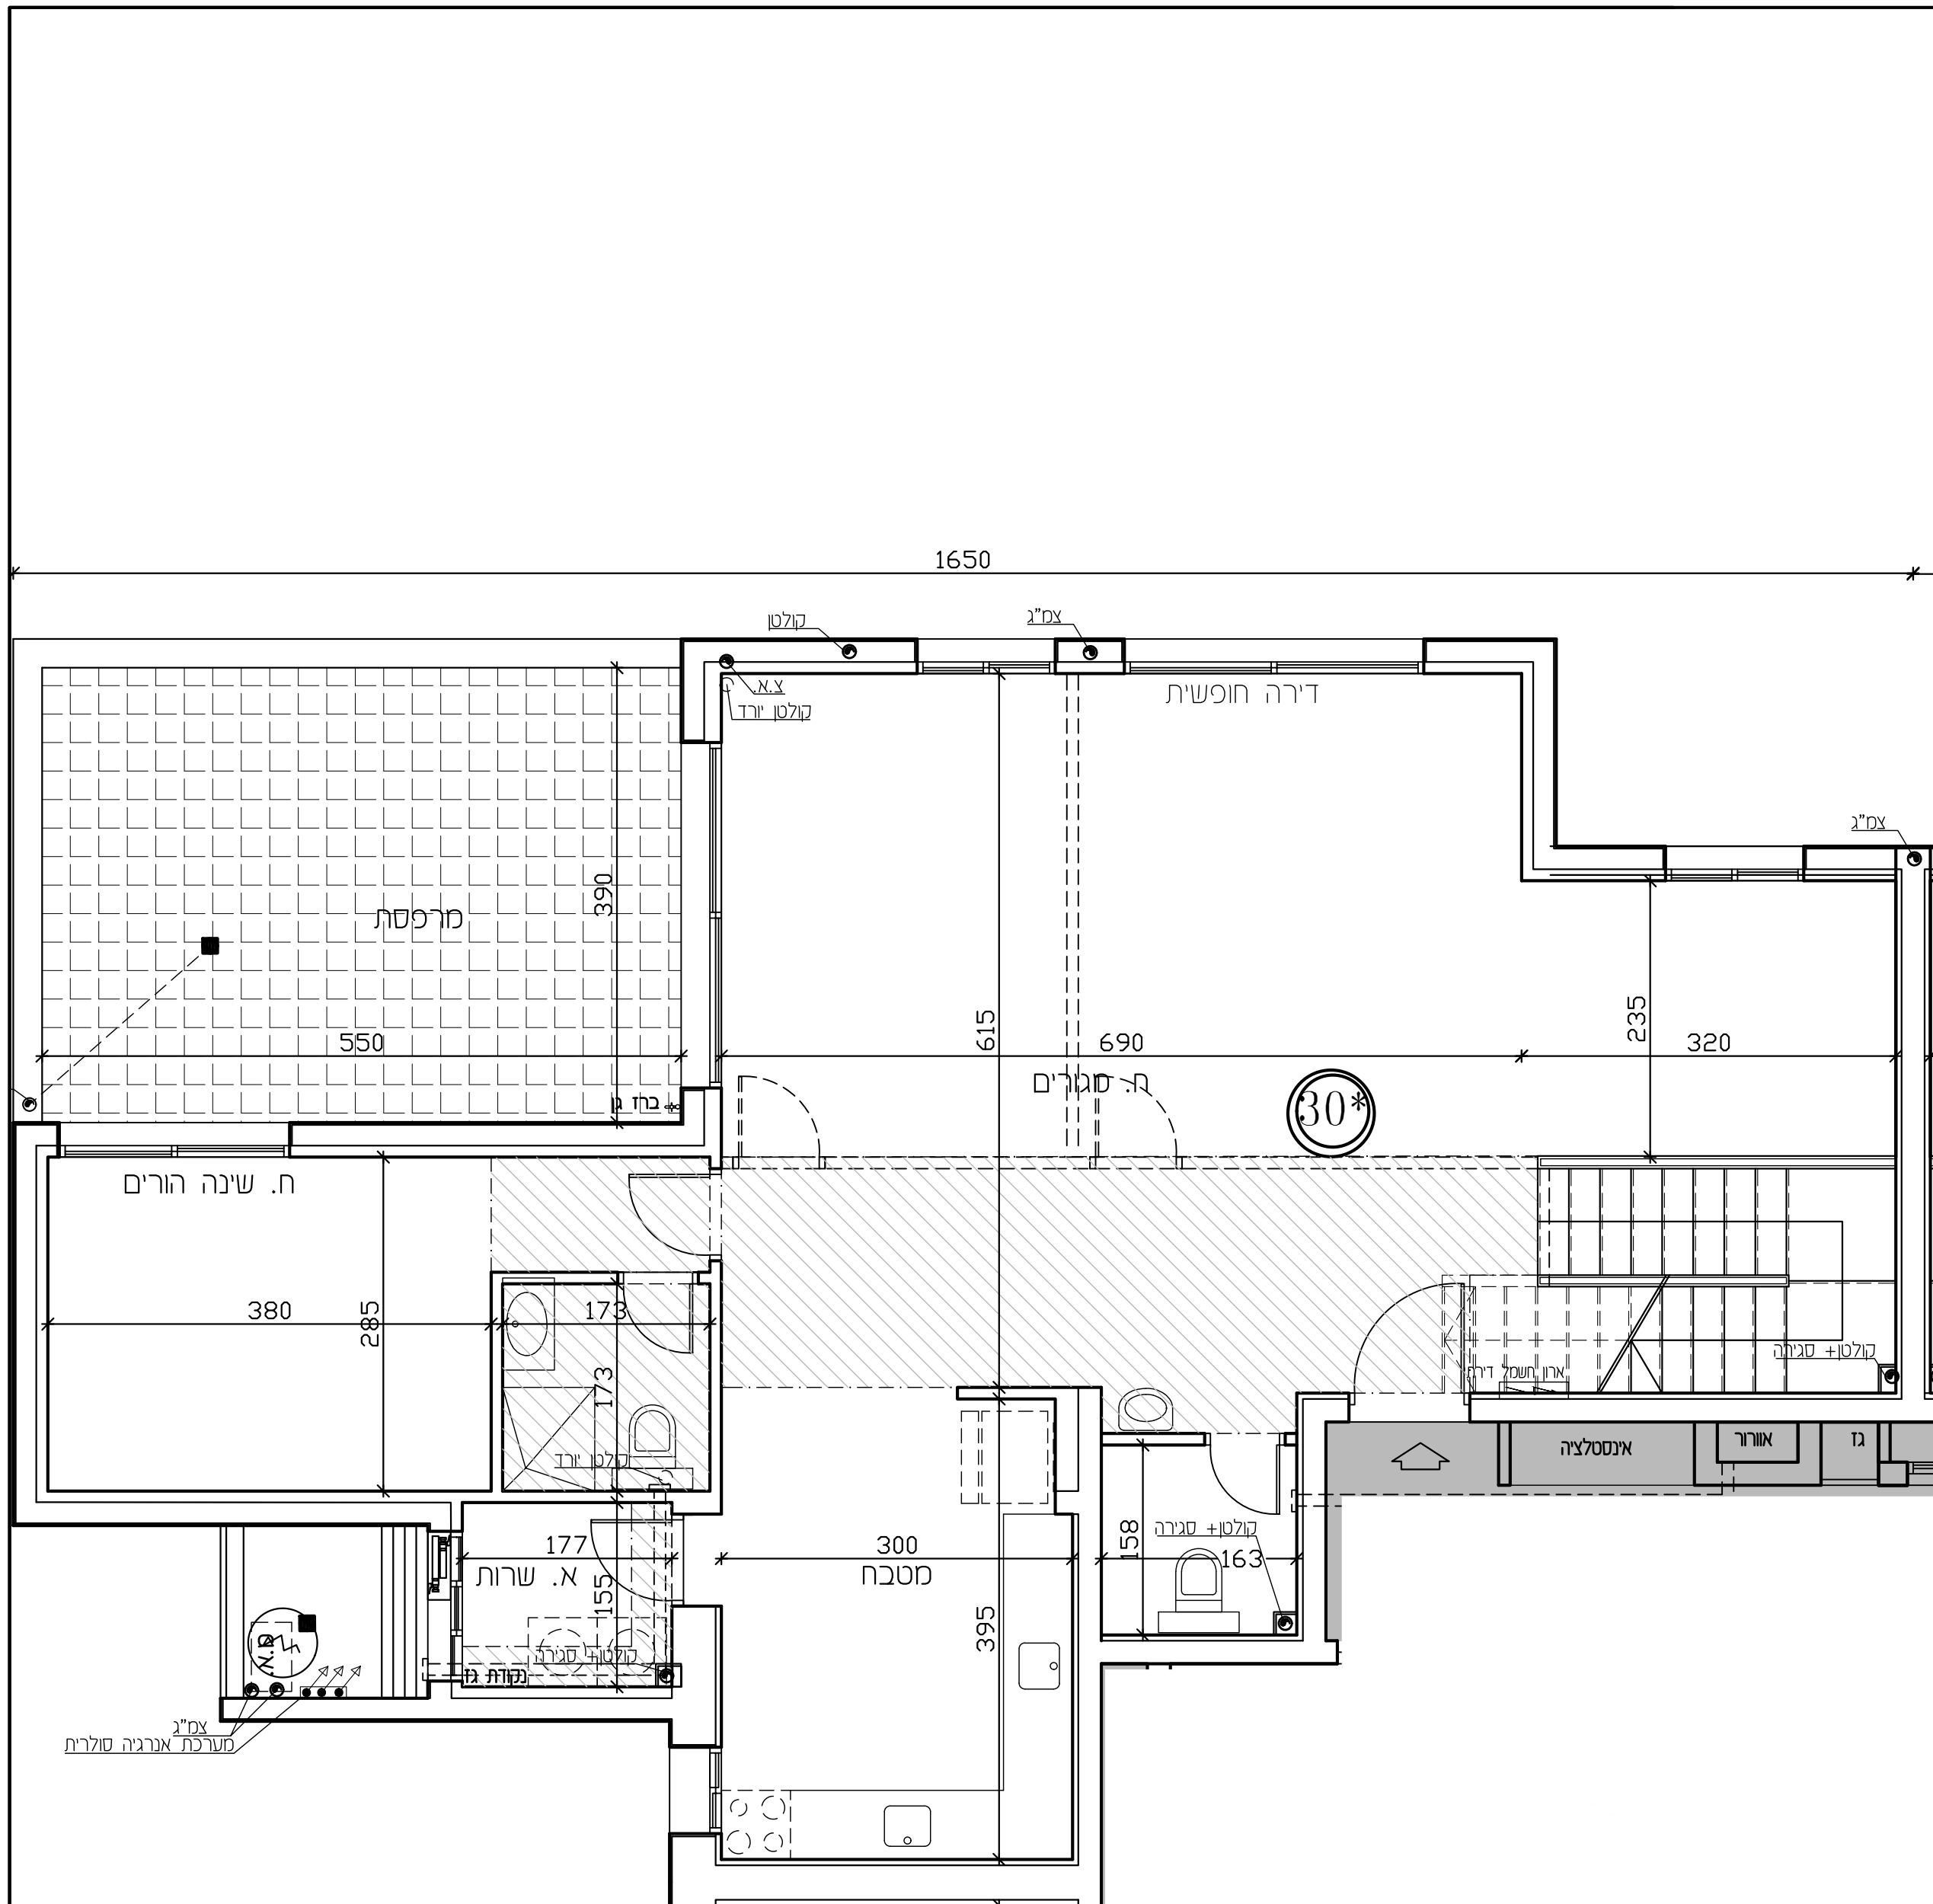 1650
קולטן
צמ"ג
צ.א.
קולטן יורד
דירה חופשית
צמ"ג
390
מרפסת
550
615
690
235
320
ח. מגורים
ברז גן
30*
ח. שינה הורים
380
285
173
173
קולטן יורד
קולטן+ סגירה
ארון חשמל דירתי
אינסטלציה
אוורור
גז
177
א. שרות
155
300
מטבח
158
קולטן+ סגירה
163
395
קולטן+ סגירה
נקודת גז
צמ"ג
מערכת אנרגיה סולרית